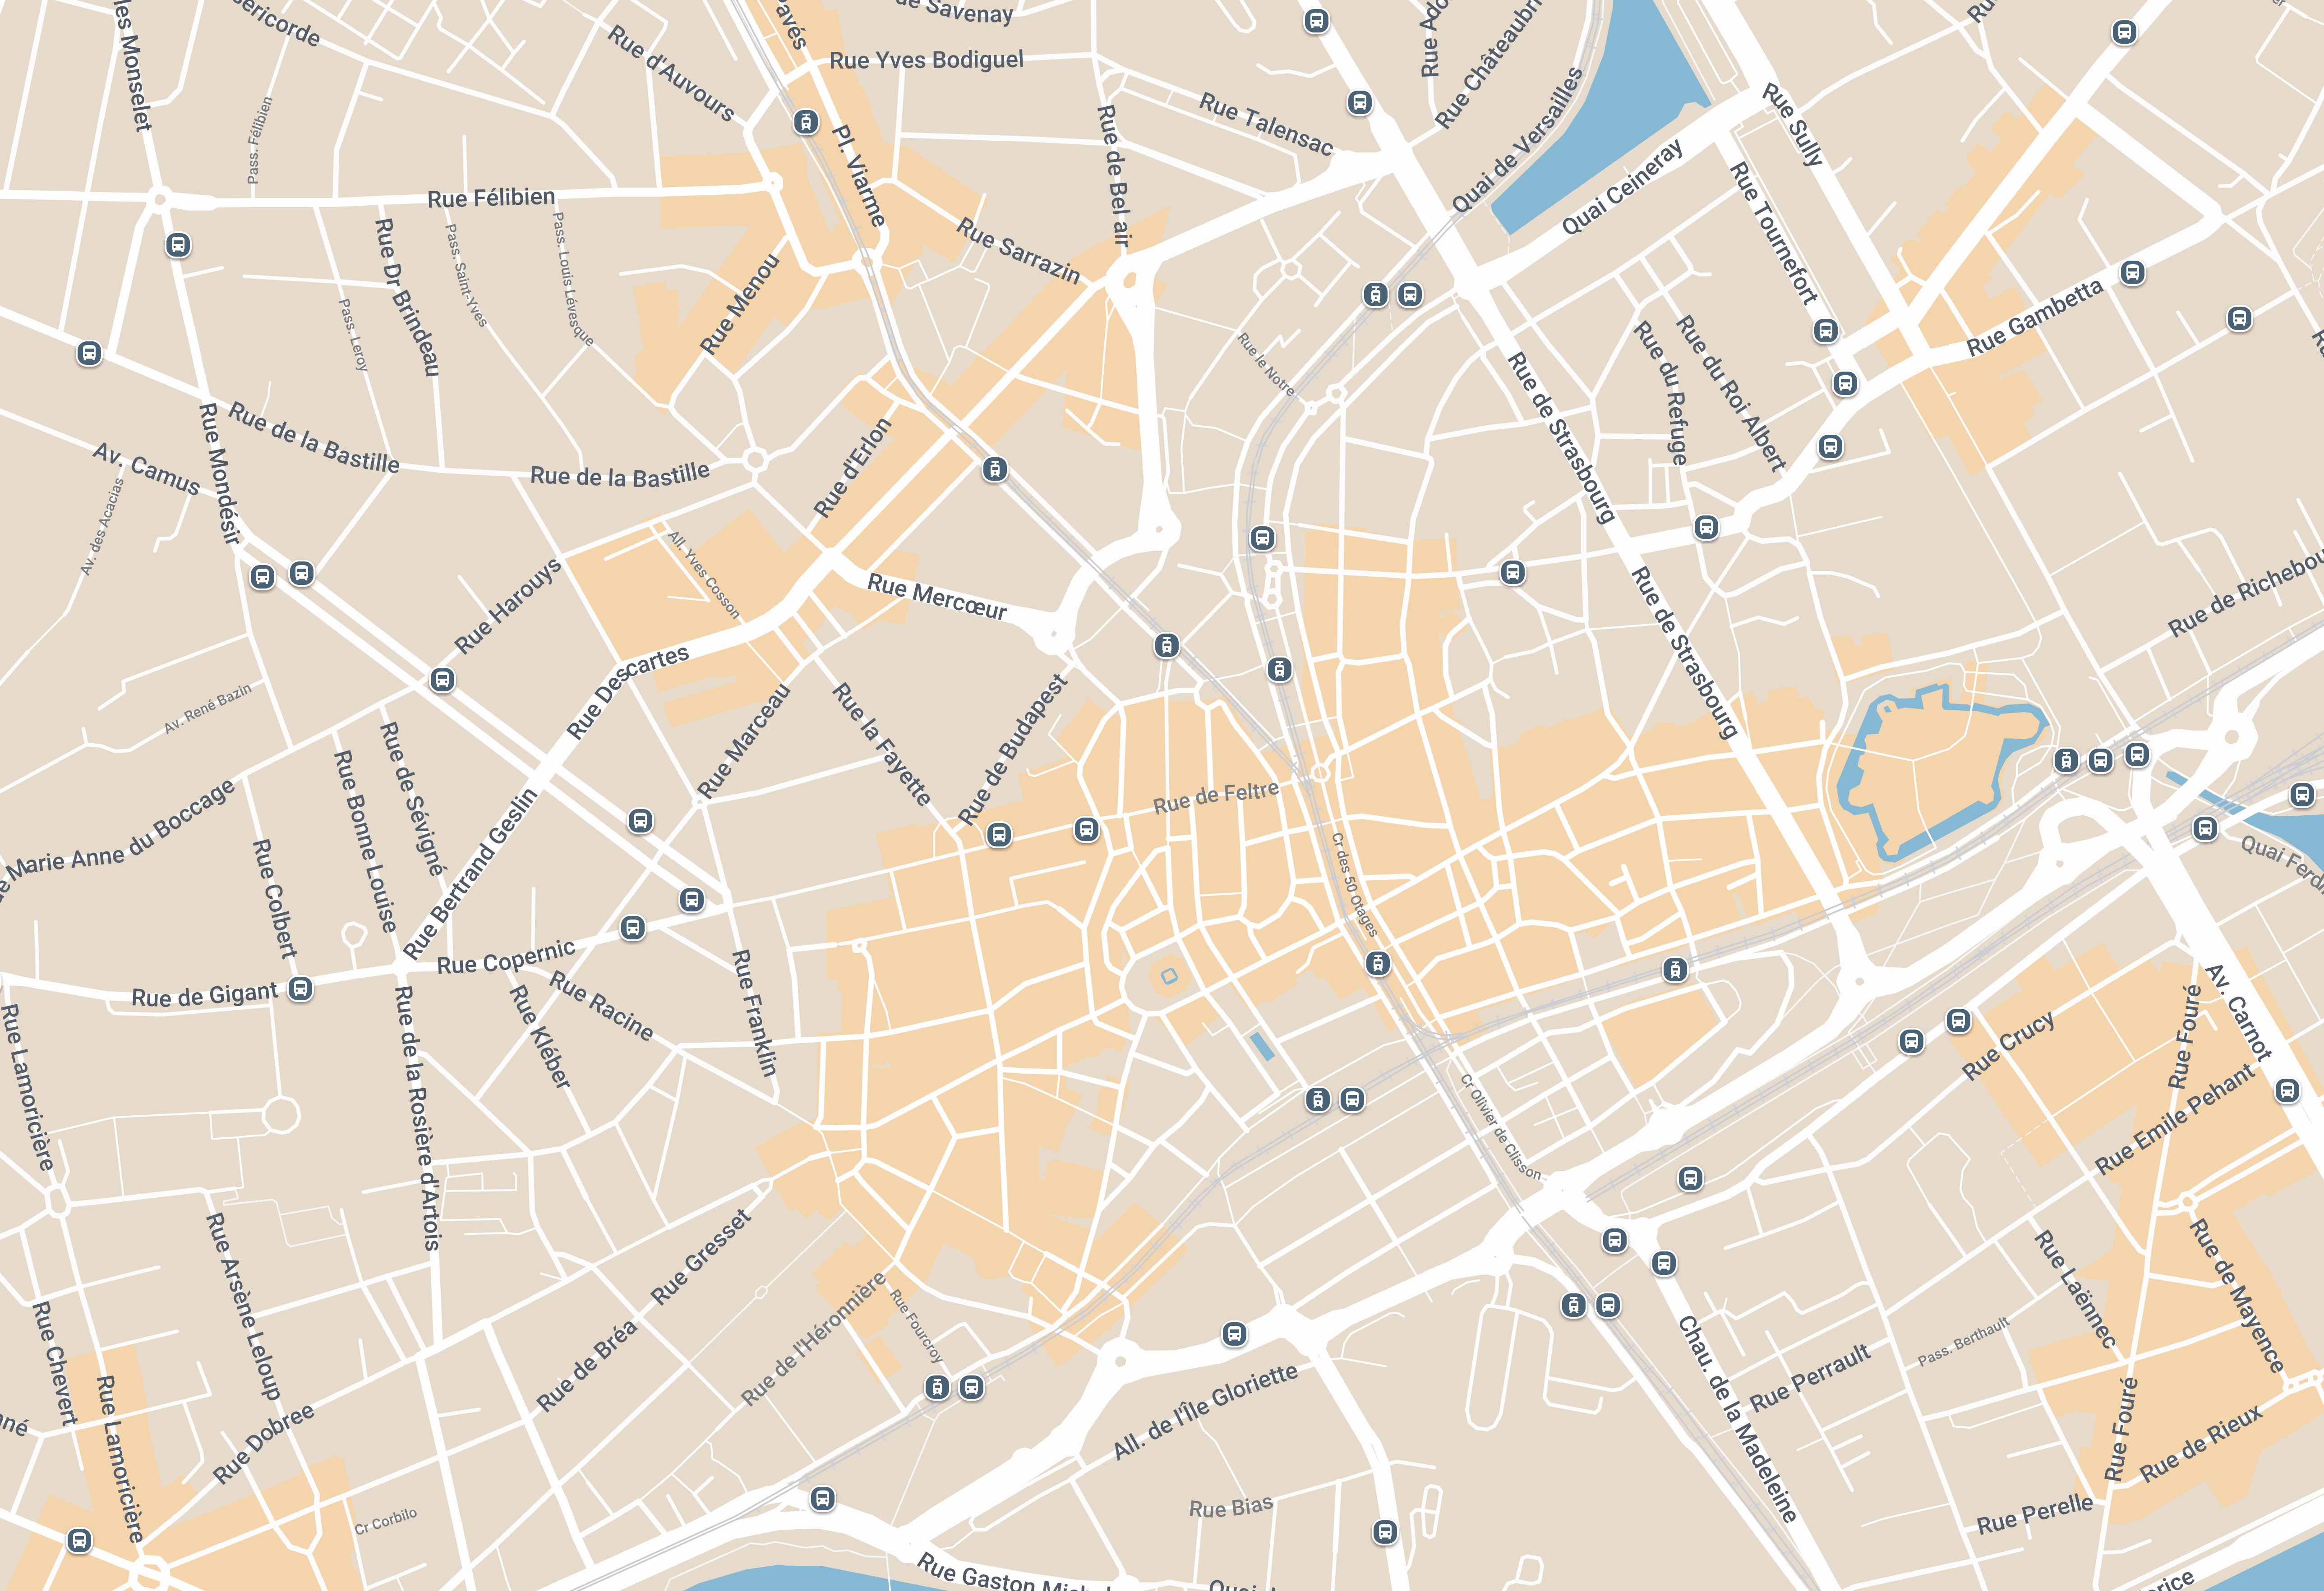 de Savenay
Rue Yves Bodiguel
Rue d'Auvours
Pl. Viarme
Rue de Bel air
Rue Talensac
Rue Châteaubri
Quai de Versailles
Rue Sully
Quai Ceineray
Rue Tournefort
Pass. Félibien
Rue Félibien
Rue Dr Brindeau
Pass. Saint-Yves
Pass. Louis Lévesque
Pass. Leroy
Rue Menou
Rue Sarrazin
Rue le Notre
Rue de Strasbourg
Rue du Refuge
Rue du Roi Albert
Rue Gambetta
Rue de la Bastille
Rue de la Bastille
Rue Mondésir
Av. Camus
Av. des Acacias
Rue d'Erlon
Rue Harouys
All. Yves Cosson
Rue Mercœur
Rue de Strasbourg
Rue de Richebou
Av. René Bazin
Rue Descartes
Rue Marceau
Rue la Fayette
Rue de Budapest
Rue de Feltre
Cr des 50 Otages
Marie Anne du Boccage
Rue Colbert
Rue Bonne Louise
Rue de Sévigné
Rue Bertrand Geslin
Rue Copernic
Rue de Gigant
Rue Racine
Rue Kléber
Rue Franklin
Rue de la Rosière d'Artois
Rue Lamoricière
Quai Ferdi
Av. Carnot
Rue Fouré
Rue Crucy
Rue Emile Pehant
Cr Olivier de Clisson
Rue Arsène Leloup
Rue Gresset
Rue de Bréa
Rue de l'Héronnière
Rue Fourcroy
Rue Chevert
Rue Lamoricière
Rue Dobree
Cr Corbilo
All. de l'Île Gloriette
Rue Bias
Rue Gaston Michel
Chau. de la Madeleine
Rue Perrault
Pass. Berthault
Rue Laënnec
Rue de Mayence
Rue Fouré
Rue de Rieux
Rue Perelle